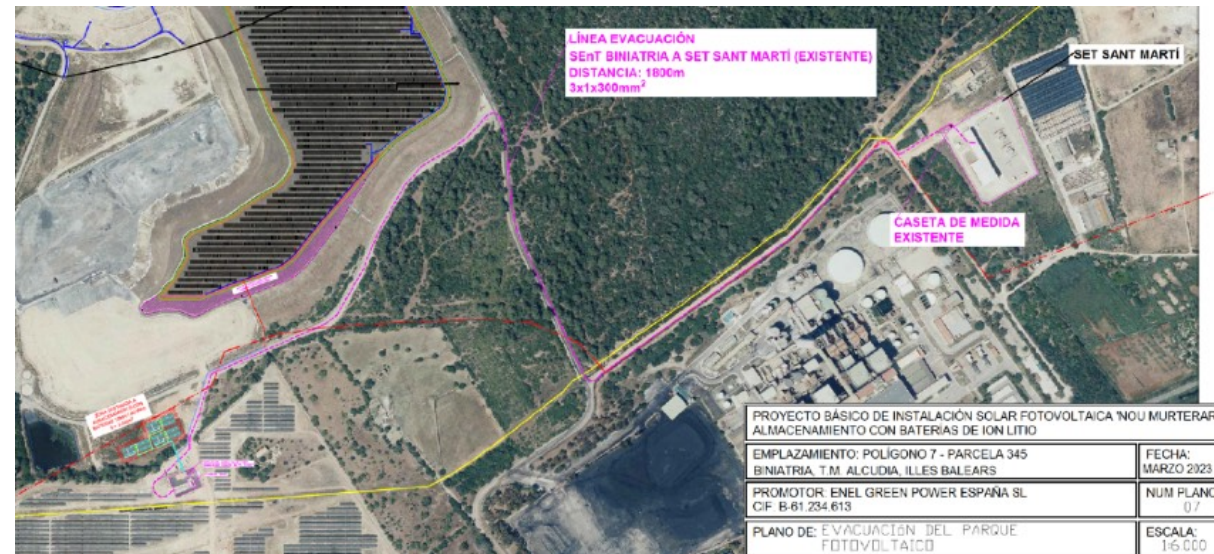 LÍNEA EVACUACIÓN
SEnT BINIATRIA A SET SANT MARTÍ (EXISTENTE)
DISTANCIA: 1800m
3x1x300mm²
SET SANT MARTÍ
CASETA DE MEDIDA
EXISTENTE
PROYECTO BÁSICO DE INSTALACIÓN SOLAR FOTOVOLTAICA 'NOU MURTERAR
ALMACENAMIENTO CON BATERÍAS DE ION LITIO
EMPLAZAMIENTO: POLÍGONO 7 - PARCELA 345
BINIATRIA, T.M. ALCUDIA, ILLES BALEARS
FECHA:
MARZO 2023
PROMOTOR: ENEL GREEN POWER ESPAÑA SL
CIF B-61.234.613
NUM PLANO
07
PLANO DE: EVACUACIÓN DEL PARQUE
FOTOVOLTAICO
ESCALA:
1:6.000